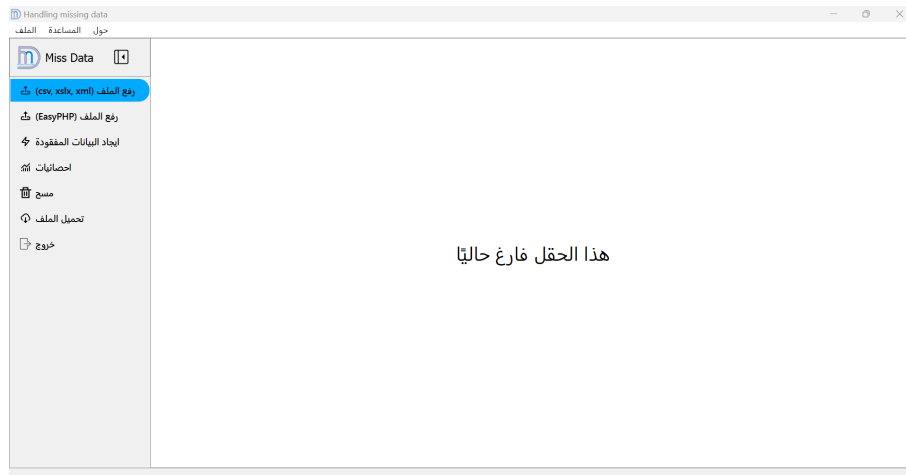 Handling missing data
الملف المساعدة حول
Miss Data
رفع الملف (csv, xslx, xml)
رفع الملف (EasyPHP)
ايجاد البيانات المفقودة
احصائيات
مسح
تحميل الملف
خروج
هذا الحقل فارغ حاليًا